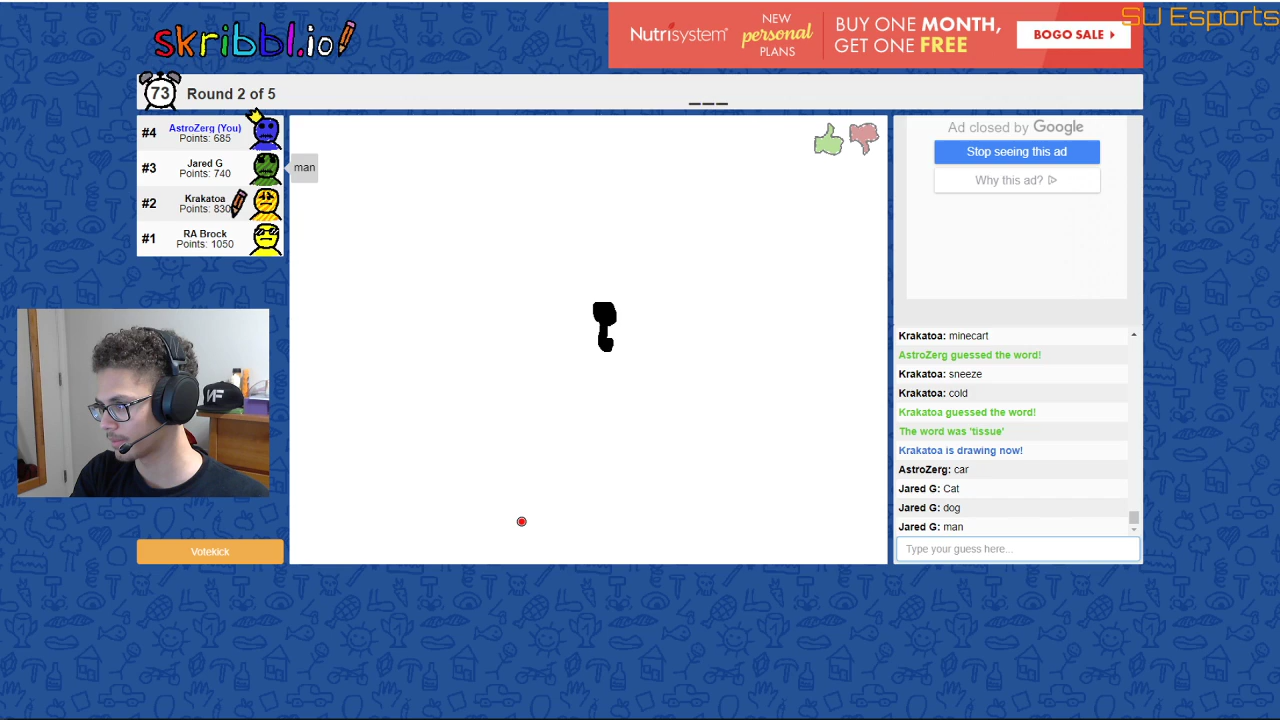 skribbl.io
Nutrisystem
NEW
personal
PLANS
BUY ONE MONTH,
GET ONE FREE
BOGO SALE
SU Esports
73
Round 2 of 5
_ _ _
#4
AstroZerg (You)
Points: 685
#3
Jared G
Points: 740
#2
Krakatoa
Points: 830
#1
RA Brock
Points: 1050
man
Ad closed by Google
Stop seeing this ad
Why this ad?
Krakatoa: minecart
AstroZerg guessed the word!
Krakatoa: sneeze
Krakatoa: cold
Krakatoa guessed the word!
The word was 'tissue'
Krakatoa is drawing now!
AstroZerg: car
Jared G: Cat
Jared G: dog
Jared G: man
Type your guess here...
NF
Votekick